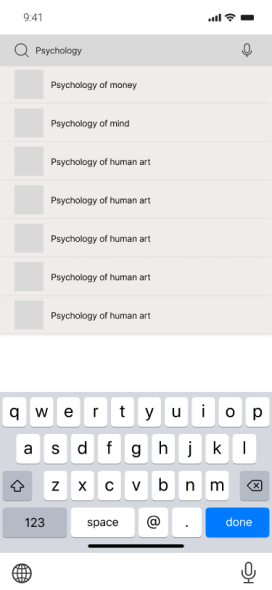 9:41
Psychology
Psychology of money
Psychology of mind
Psychology of human art
Psychology of human art
Psychology of human art
Psychology of human art
Psychology of human art
q w e r t y u i o p
a s d f g h j k l
z x c v b n m
123 space @ . done